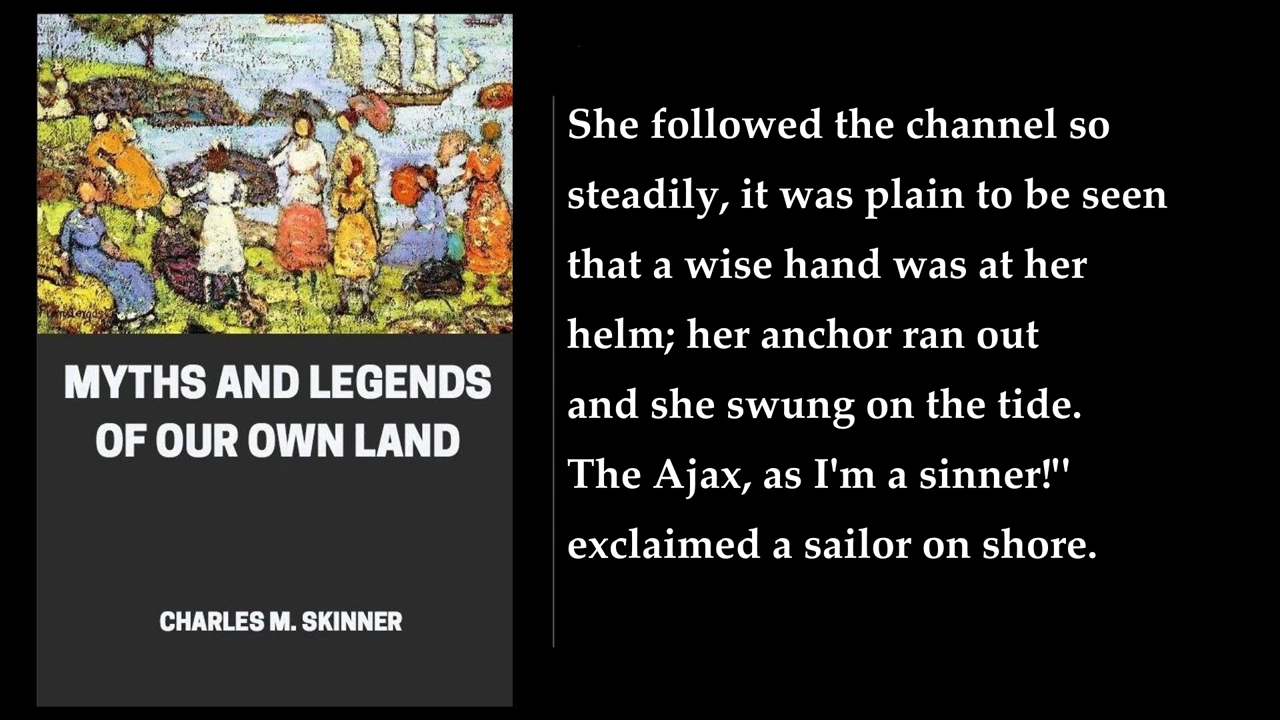 MYTHS AND LEGENDS
OF OUR OWN LAND
CHARLES M. SKINNER
She followed the channel so
steadily, it was plain to be seen
that a wise hand was at her
helm; her anchor ran out
and she swung on the tide.
The Ajax, as I'm a sinner!"
exclaimed a sailor on shore.